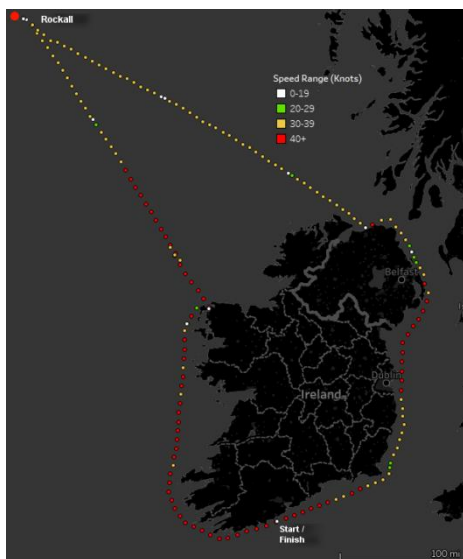 Rockall
Speed Range (Knots)
0-19
20-29
30-39
40+
Belfast
Dublin
Ireland
Start /
Finish
100 mi